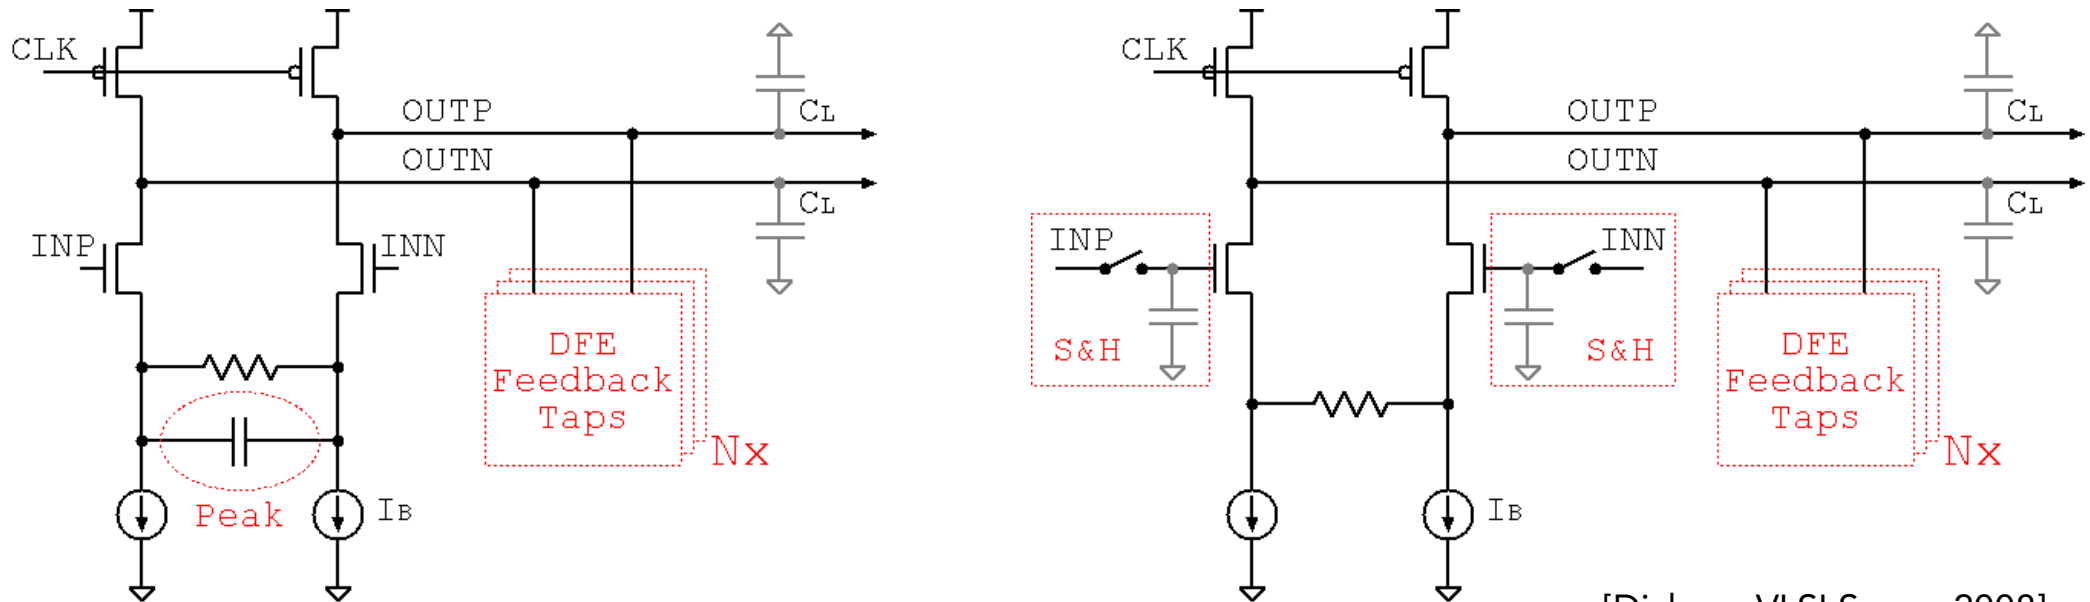 CLK
OUTP
CL
OUTN
CL
INP
INN
DFE
Feedback
Taps
Nx
Peak
IB
CLK
OUTP
CL
OUTN
CL
INP
INN
S&H
S&H
DFE
Feedback
Taps
Nx
IB
2008]